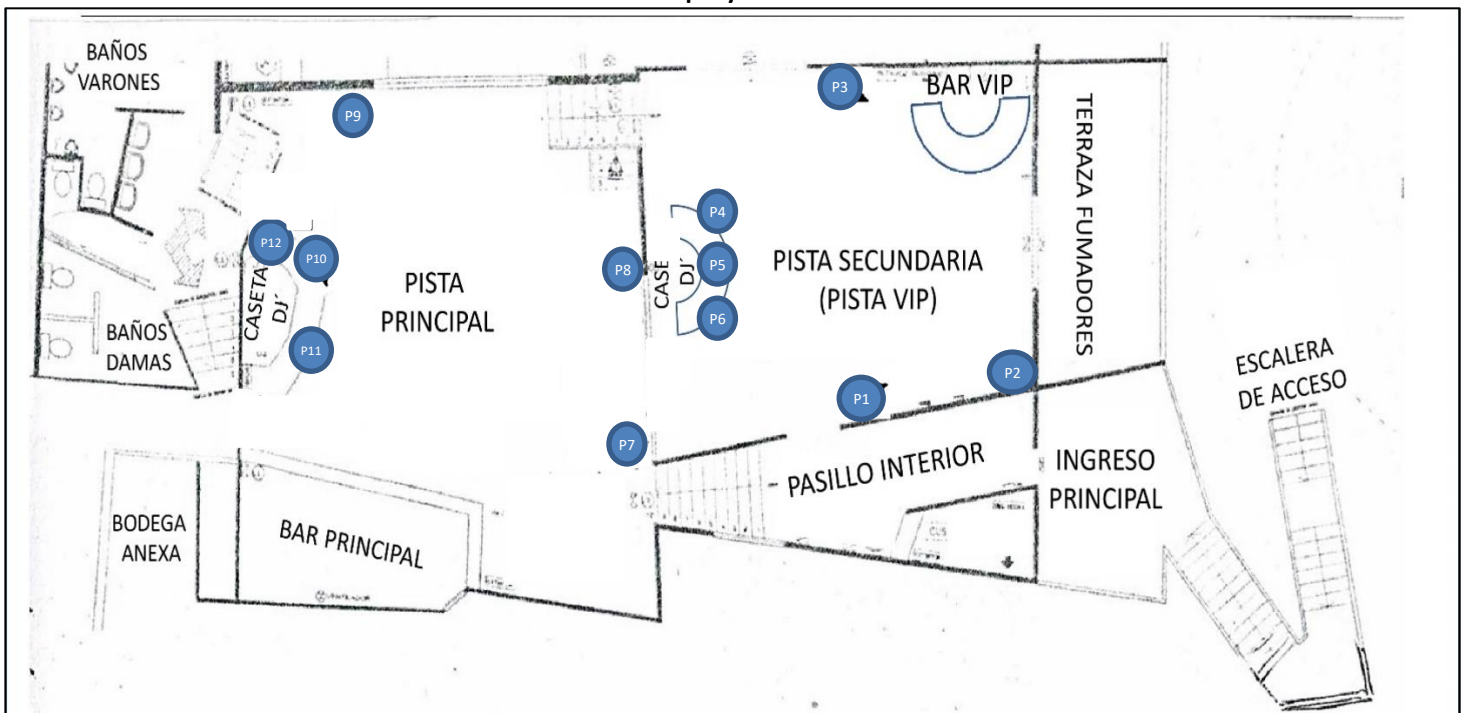 BAÑOS
VARONES
P9
P3
BAR VIP
TERRAZA FUMADORES
P4
P12
P10
P8
CASE
DJ´
P5
P6
PISTA SECUNDARIA
(PISTA VIP)
PISTA
PRINCIPAL
CASETA
DJ´
P11
BAÑOS
DAMAS
P2
P1
ESCALERA
DE ACCESO
P7
PASILLO INTERIOR
INGRESO
PRINCIPAL
BODEGA
ANEXA
BAR PRINCIPAL